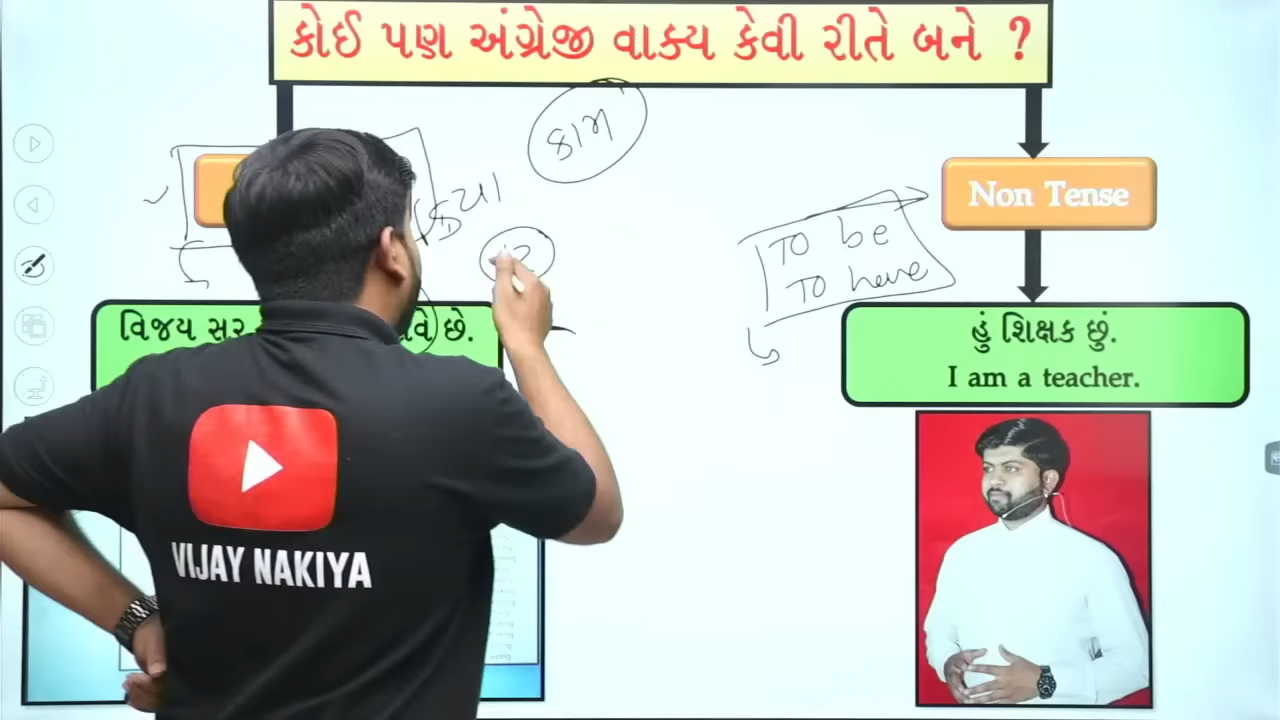 કોઈ પણ અંગ્રેજી વાક્ય કેવી રીતે બને ?
કામ
ક્રિયા
Non Tense
To be
To have
વિજય સર
છે.
હું શિક્ષક છું.
I am a teacher.
VIJAY NAKIYA